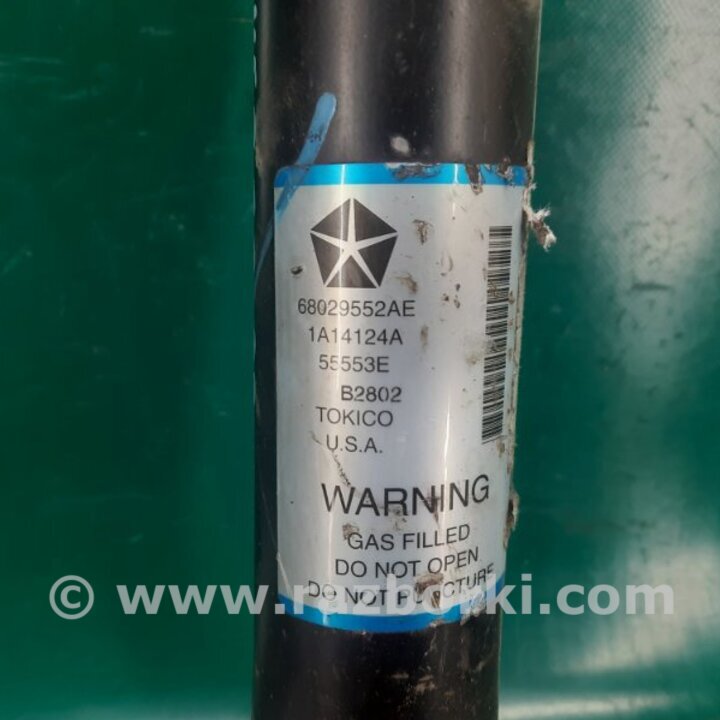 68029552AE
1A14124A
55553E
B2802
TOKICO
U.S.A.
WARNING
GAS FILLED
DO NOT OPEN
DO NOT PUNCTURE
© www.razborki.com